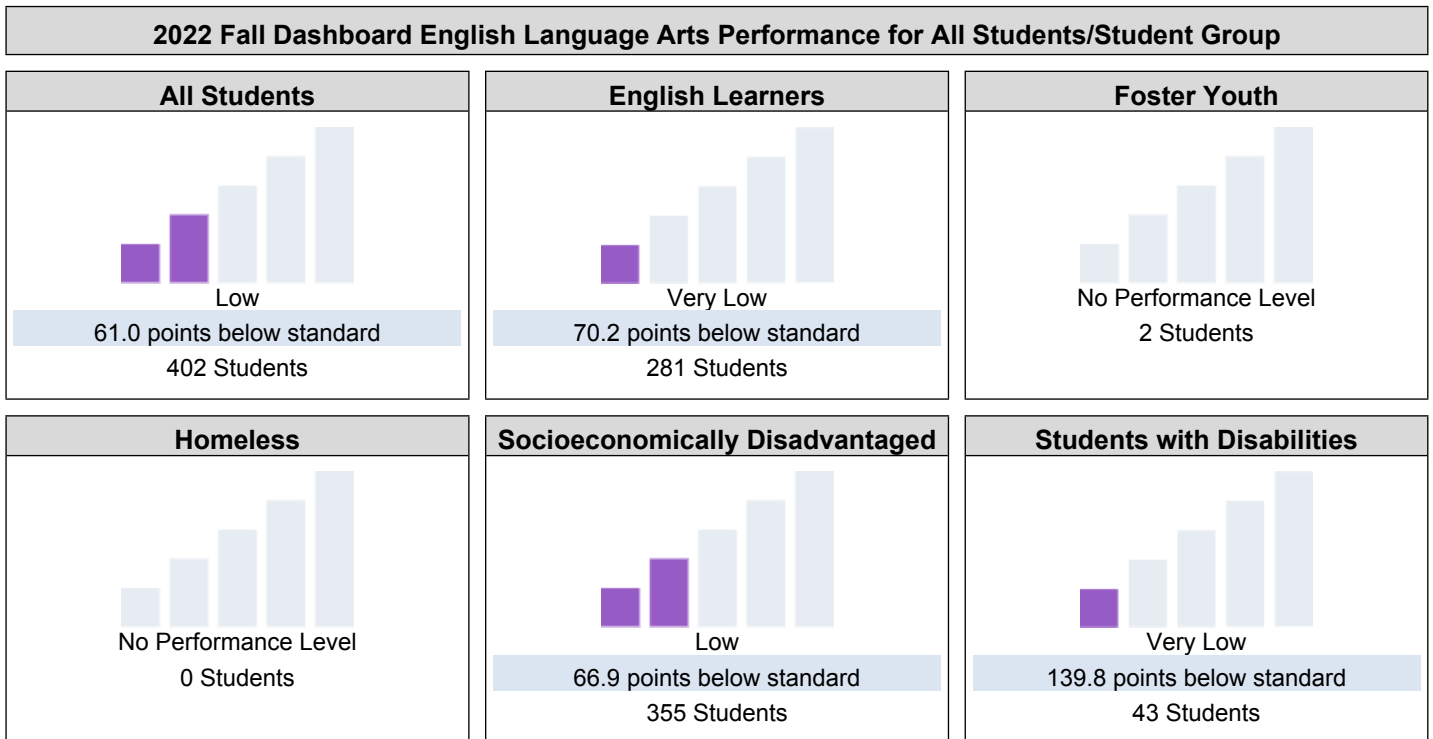 2022 Fall Dashboard English Language Arts Performance for All Students/Student Group
All Students
Low
61.0 points below standard
402 Students
English Learners
Very Low
70.2 points below standard
281 Students
Foster Youth
No Performance Level
2 Students
Homeless
No Performance Level
0 Students
Socioeconomically Disadvantaged
Low
66.9 points below standard
355 Students
Students with Disabilities
Very Low
139.8 points below standard
43 Students